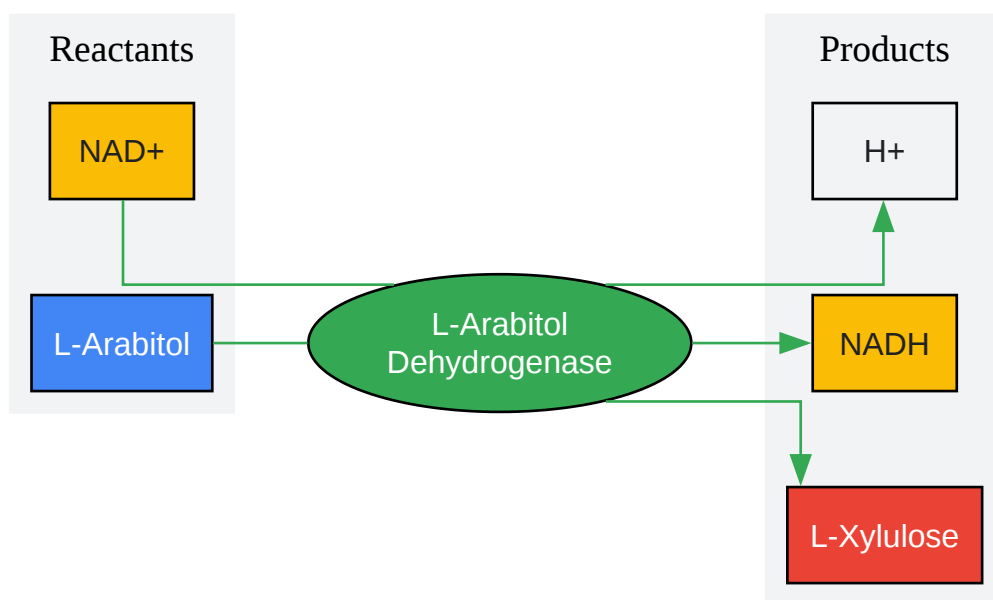 Reactants
Products
NAD+
H+
L-Arabitol
L-Arabitol
Dehydrogenase
NADH
L-Xylulose